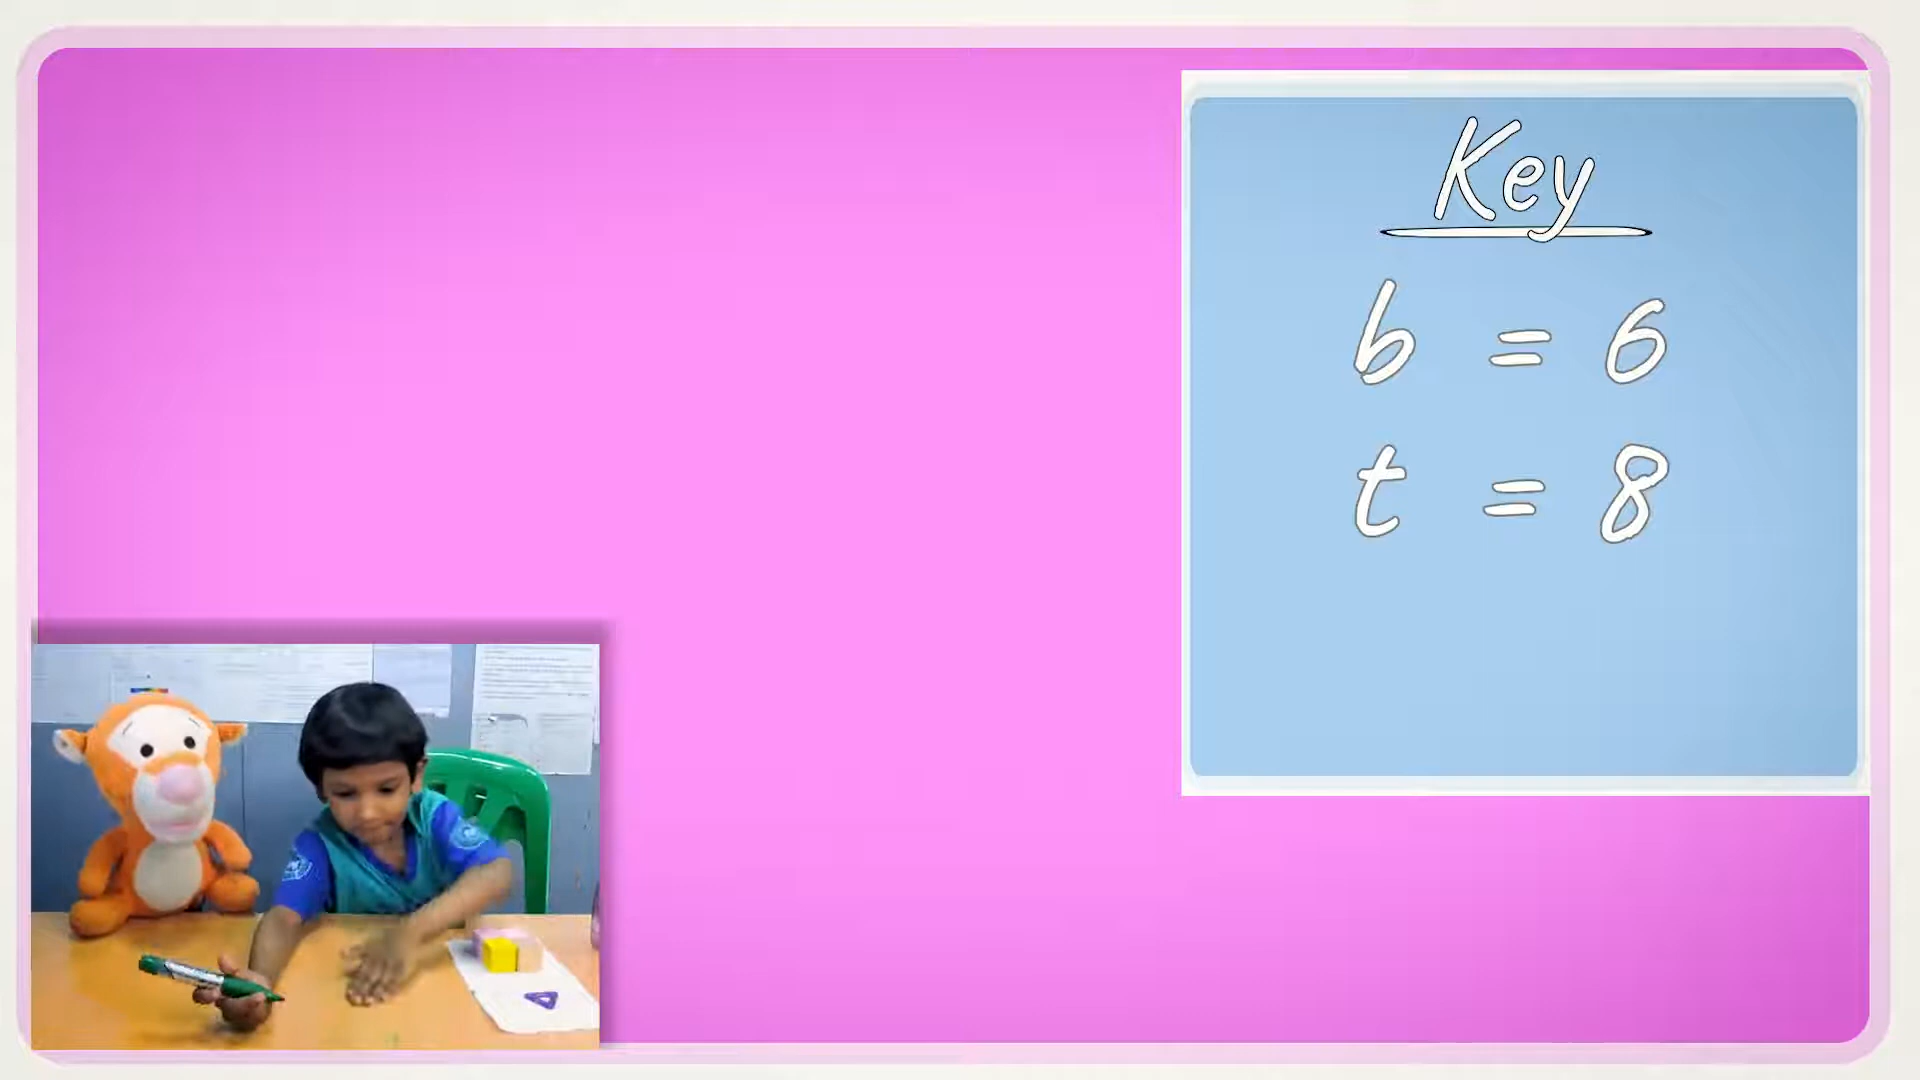 Key
b = 6
t = 8